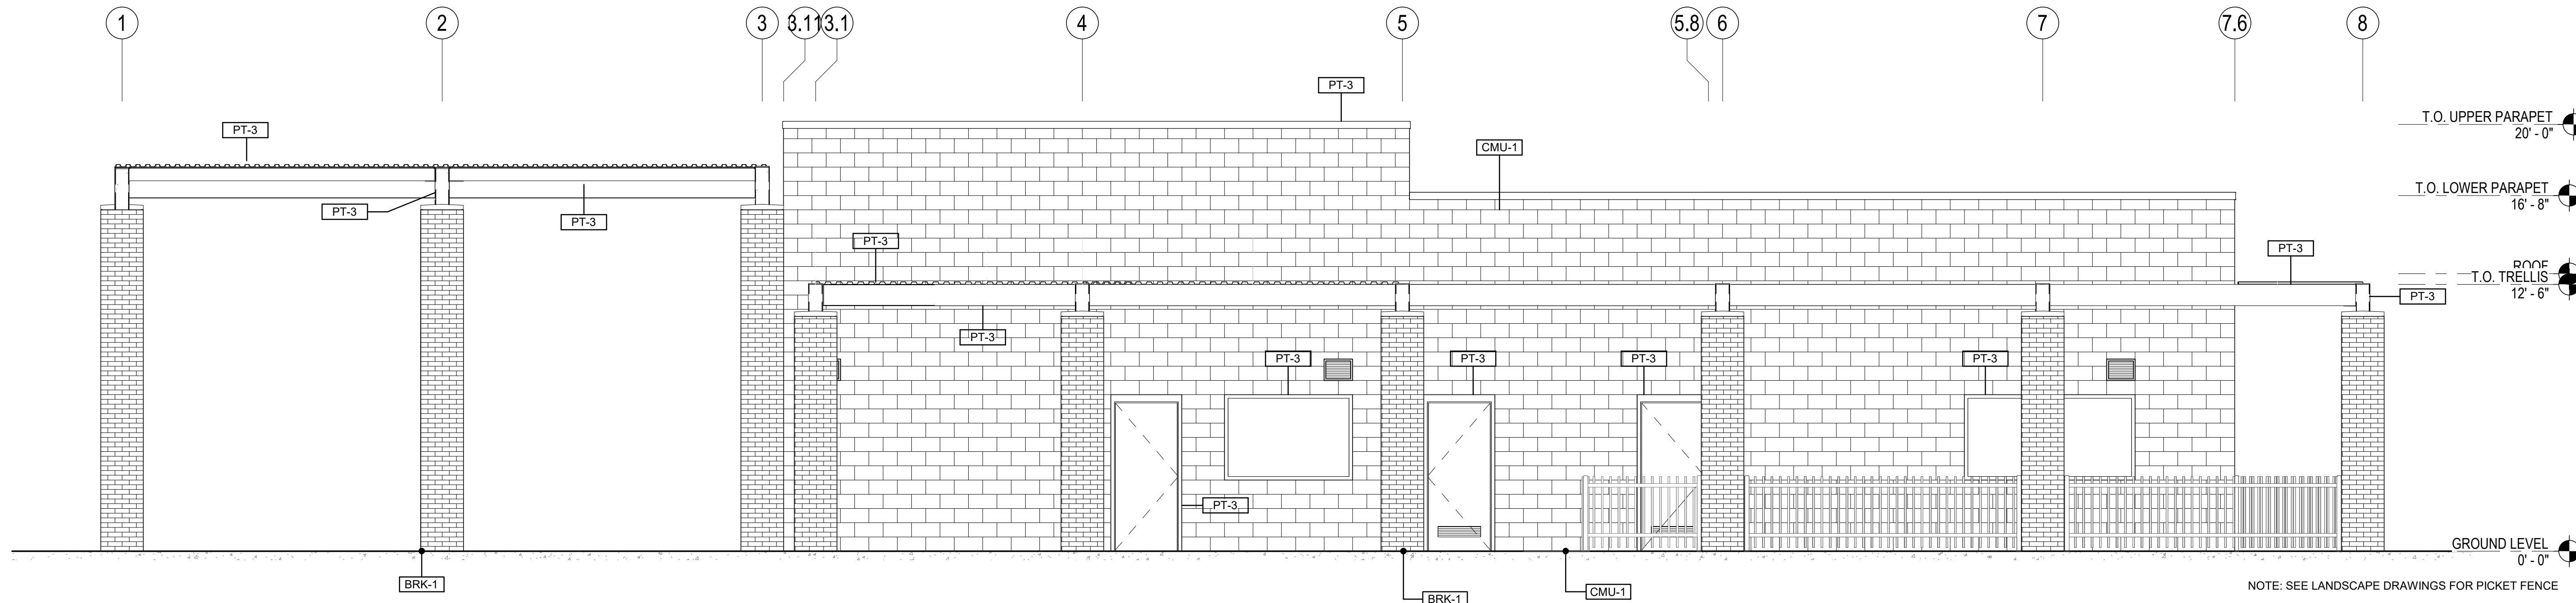 1 2 3 3.11 3.1 4 5 5.8 6 7 7.6 8
PT-3
T.O. UPPER PARAPET
20' - 0"
PT-3
CMU-1
T.O. LOWER PARAPET
16' - 8"
PT-3
PT-3
PT-3
PT-3
ROOF
T.O. TRELLIS
12' - 6"
PT-3
PT-3
PT-3
PT-3
PT-3
PT-3
PT-3
GROUND LEVEL
0' - 0"
BRK-1
BRK-1
CMU-1
NOTE: SEE LANDSCAPE DRAWINGS FOR PICKET FENCE